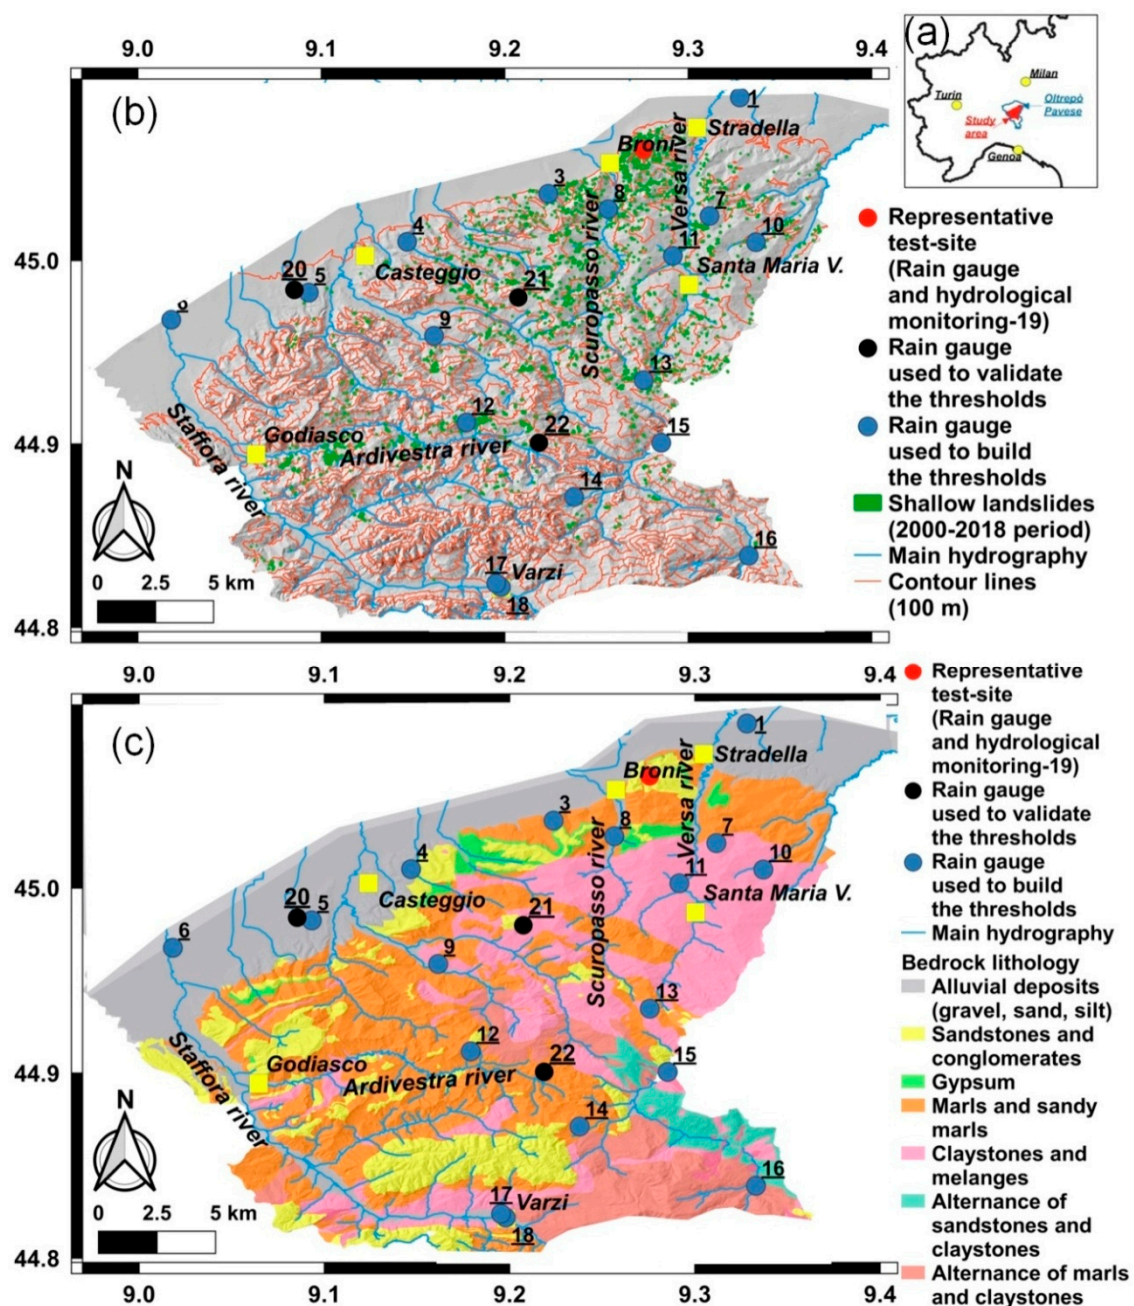 9.0 9.1 9.2 9.3 9.4
(a)
Milan
Turin
Oltrepò
Pavese
Study
area
Genoa
(b)
1
Stradella
Broni
Versa river
3
8
7
4
10
Scuropasso river
11
45.0
Casteggio
Santa Maria V.
20
5
21
9
13
12
22
15
Staffora river
Godiasco
Ardivestra river
44.9
14
N
16
0 2.5 5 km
17
Varzi
18
44.8
Representative
test-site
(Rain gauge
and hydrological
monitoring-19)
Rain gauge
used to validate
the thresholds
Rain gauge
used to build
the thresholds
Shallow landslides
(2000-2018 period)
Main hydrography
Contour lines
(100 m)
9.0 9.1 9.2 9.3 9.4
(c)
1
Stradella
Broni
Versa river
3
8
7
4
10
Scuropasso river
11
45.0
Casteggio
Santa Maria V.
20
5
21
6
9
13
12
22
15
Staffora river
Godiasco
Ardivestra river
44.9
14
N
16
0 2.5 5 km
17
Varzi
18
44.8
9.0 9.1 9.2 9.3 9.4
Representative
test-site
(Rain gauge
and hydrological
monitoring-19)
Rain gauge
used to validate
the thresholds
Rain gauge
used to build
the thresholds
Main hydrography
Bedrock lithology
Alluvial deposits
(gravel, sand, silt)
Sandstones and
conglomerates
Gypsum
Marls and sandy
marls
Claystones and
melanges
Alternance of
sandstones and
claystones
Alternance of marls
and claystones